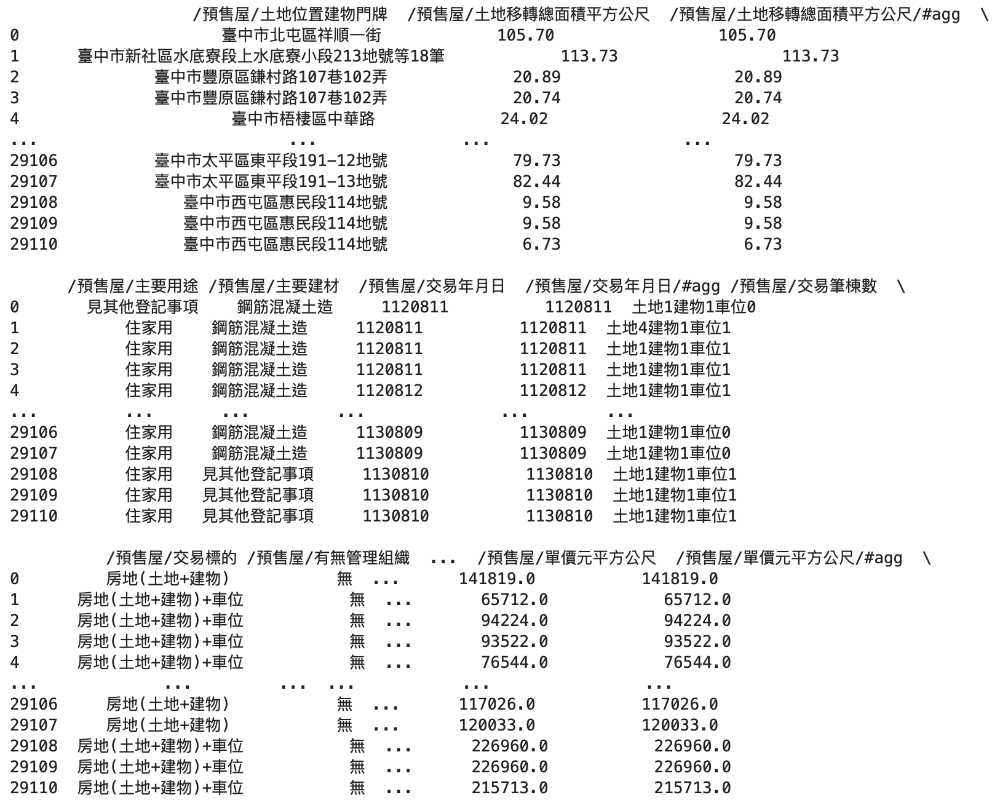 /預售屋/土地位置建物門牌 /預售屋/土地移轉總面積平方公尺 /預售屋/土地移轉總面積平方公尺/#agg \
0 臺中市北屯區祥順一街 105.70 105.70
1 臺中市新社區水底寮段上水底寮小段213地號等18筆 113.73 113.73
2 臺中市豐原區鎌村路107巷102弄 20.89 20.89
3 臺中市豐原區鎌村路107巷102弄 20.74 20.74
4 臺中市梧棲區中華路 24.02 24.02
... ... ... ...
29106 臺中市太平區東平段191-12地號 79.73 79.73
29107 臺中市太平區東平段191-13地號 82.44 82.44
29108 臺中市西屯區惠民段114地號 9.58 9.58
29109 臺中市西屯區惠民段114地號 9.58 9.58
29110 臺中市西屯區惠民段114地號 6.73 6.73
/預售屋/主要用途 /預售屋/主要建材 /預售屋/交易年月日 /預售屋/交易年月日/#agg /預售屋/交易筆棟數 \
0 見其他登記事項 鋼筋混凝土造 1120811 1120811 土地1建物1車位0
1 住家用 鋼筋混凝土造 1120811 1120811 土地4建物1車位1
2 住家用 鋼筋混凝土造 1120811 1120811 土地1建物1車位1
3 住家用 鋼筋混凝土造 1120811 1120811 土地1建物1車位1
4 住家用 鋼筋混凝土造 1120812 1120812 土地1建物1車位1
... ... ... ... ... ...
29106 住家用 鋼筋混凝土造 1130809 1130809 土地1建物1車位0
29107 住家用 鋼筋混凝土造 1130809 1130809 土地1建物1車位0
29108 住家用 見其他登記事項 1130810 1130810 土地1建物1車位1
29109 住家用 見其他登記事項 1130810 1130810 土地1建物1車位1
29110 住家用 見其他登記事項 1130810 1130810 土地1建物1車位1
/預售屋/交易標的 /預售屋/有無管理組織 ... /預售屋/單價元平方公尺 /預售屋/單價元平方公尺/#agg \
0 房地(土地+建物) 無 ... 141819.0 141819.0
1 房地(土地+建物)+車位 無 ... 65712.0 65712.0
2 房地(土地+建物)+車位 無 ... 94224.0 94224.0
3 房地(土地+建物)+車位 無 ... 93522.0 93522.0
4 房地(土地+建物)+車位 無 ... 76544.0 76544.0
... ... ... ... ... ...
29106 房地(土地+建物) 無 ... 117026.0 117026.0
29107 房地(土地+建物) 無 ... 120033.0 120033.0
29108 房地(土地+建物)+車位 無 ... 226960.0 226960.0
29109 房地(土地+建物)+車位 無 ... 226960.0 226960.0
29110 房地(土地+建物)+車位 無 ... 215713.0 215713.0